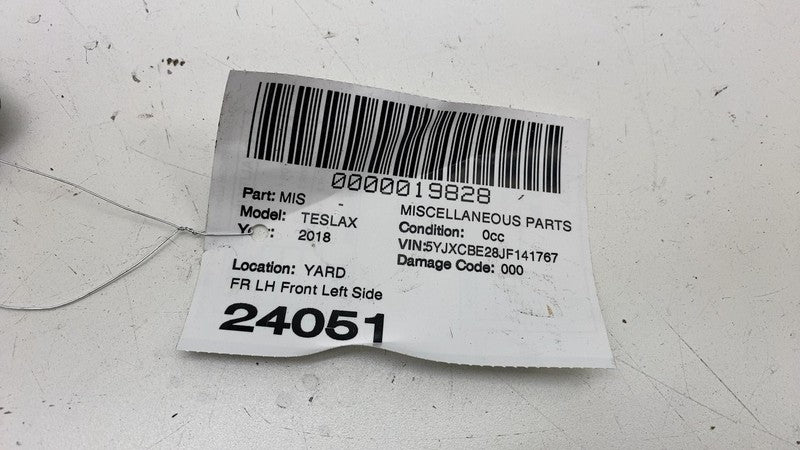 0000019828
Part: MIS -
MISCELLANEOUS PARTS
Model: TESLAX
Condition: 0cc
2018
VIN:5YJXCBE28JF141767
Damage Code: 000
Location: YARD
FR LH Front Left Side
24051